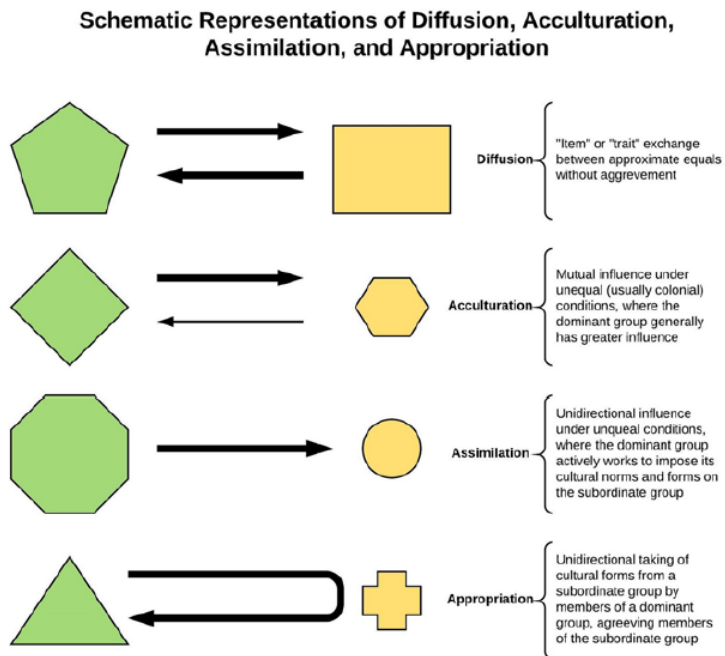 Schematic Representations of Diffusion, Acculturation,
Assimilation, and Appropriation
Diffusion
"Item" or "trait" exchange
between approximate equals
without aggrevement
Acculturation
Mutual influence under
unequal (usually colonial)
conditions, where the
dominant group generally
has greater influence
Assimilation
Unidirectional influence
under unqueal conditions,
where the dominant group
actively works to impose its
cultural norms and forms on
the subordinate group
Appropriation
Unidirectional taking of
cultural forms from a
subordinate group by
members of a dominant
group, agreeving members
of the subordinate group